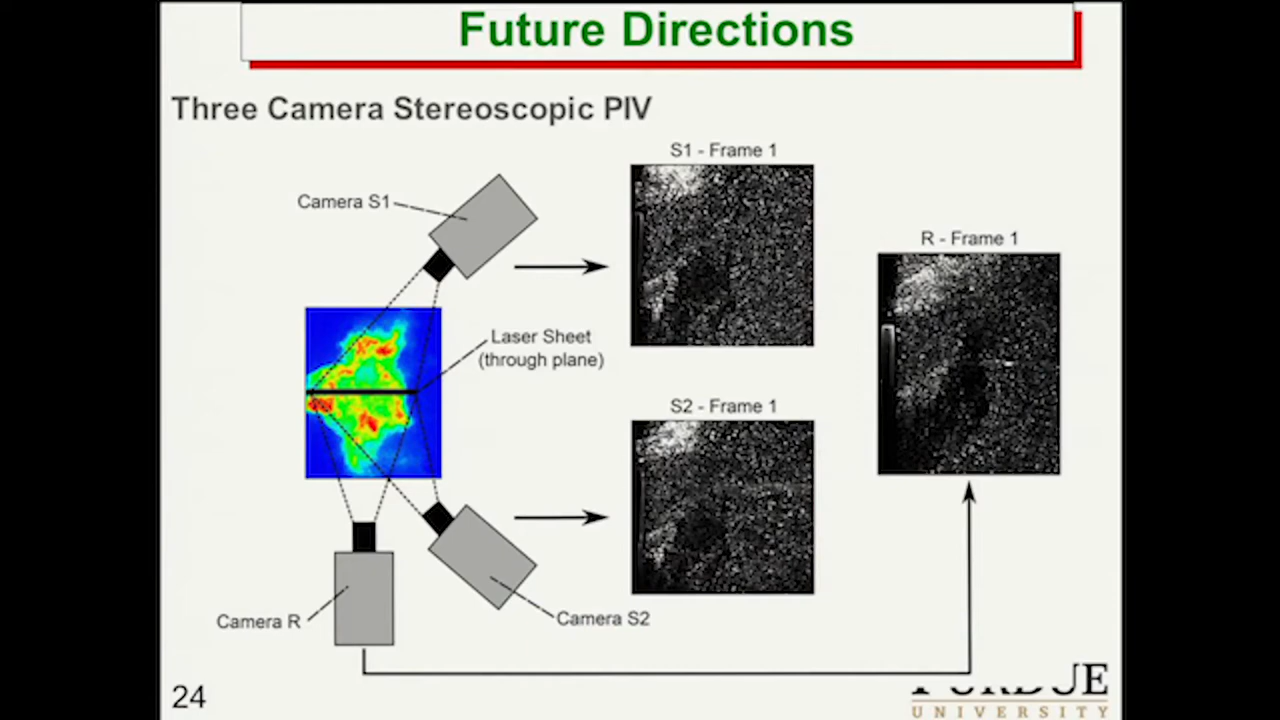 Future Directions
Three Camera Stereoscopic PIV
S1 - Frame 1
Camera S1
R - Frame 1
Laser Sheet
(through plane)
S2 - Frame 1
Camera R
Camera S2
24
PURDUE
UNIVERSITY